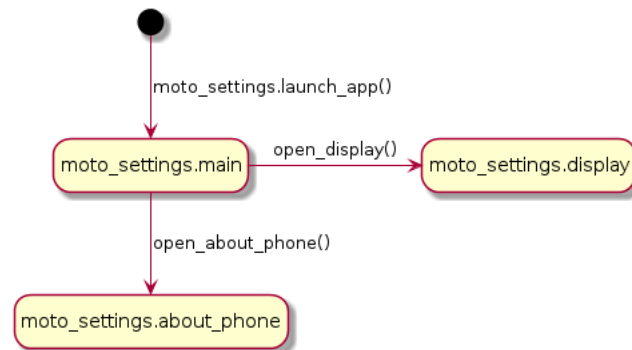 moto_settings.launch_app()
moto_settings.main
open_display()
moto_settings.display
open_about_phone()
moto_settings.about_phone